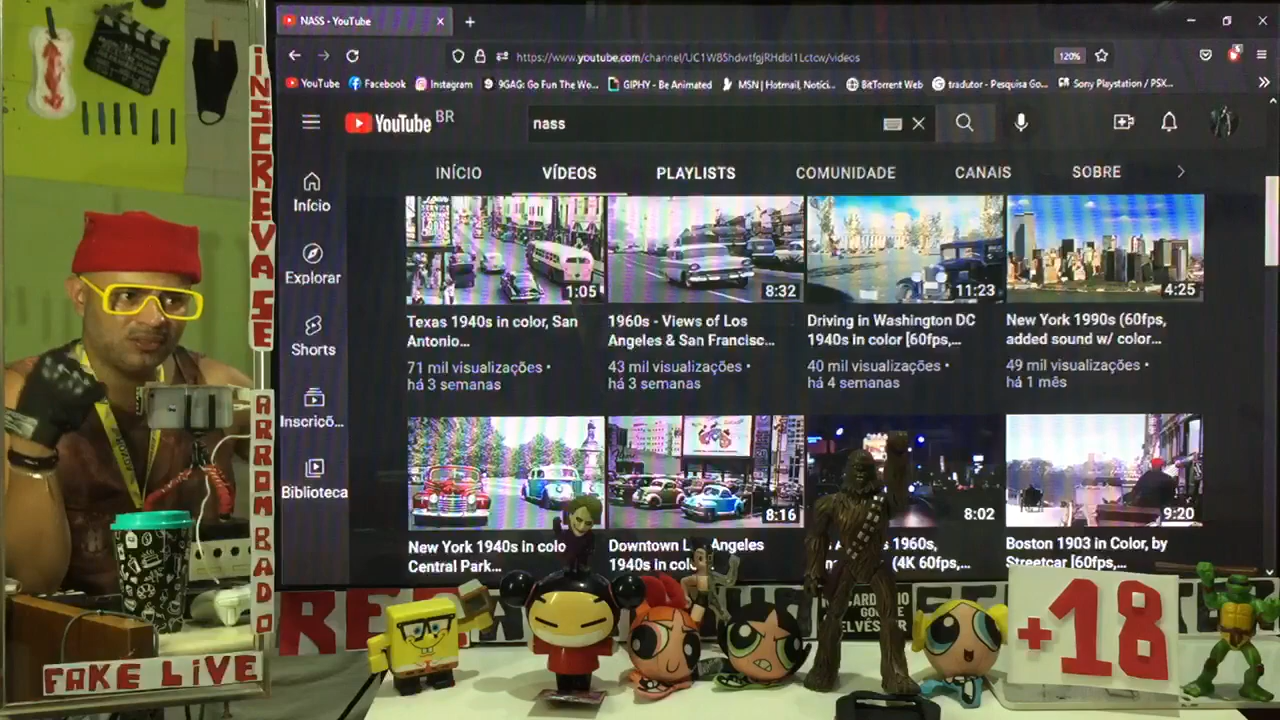 NASS - YouTube
https://www.youtube.com/channel/UC1W8ShdwtfgjRHdbl1Lctcw/videos
120%
YouTube
Facebook
Instagram
9GAG: Go Fun The Wo...
GIPHY - Be Animated
MSN | Hotmail, Notíci...
BitTorrent Web
tradutor - Pesquisa Go...
Sony Playstation / PSX...
YouTube BR
nass
INÍCIO
VÍDEOS
PLAYLISTS
COMUNIDADE
CANAIS
SOBRE
Início
Explorar
Shorts
Inscriçõ...
Biblioteca
1:05
8:32
11:23
4:25
Texas 1940s in color, San
Antonio...
71 mil visualizações •
há 3 semanas
1960s - Views of Los
Angeles & San Francisc...
43 mil visualizações •
há 3 semanas
Driving in Washington DC
1940s in color [60fps,...
40 mil visualizações •
há 4 semanas
New York 1990s (60fps,
added sound w/ color...
49 mil visualizações •
há 1 mês
8:16
8:02
9:20
New York 1940s in colo
Central Park...
Downtown L Angeles
1940s in co
1960s,
(4K 60fp,...
Boston 1903 in Color, by
Streetcar [60fps,...
INSCREVA SE
ARROMBADO
FAKE LIVE
+18